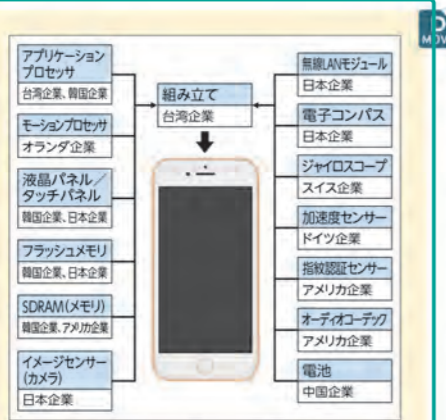 アプリケーション
プロセッサ
台湾企業、韓国企業
モーションプロセッサ
オランダ企業
液晶パネル／
タッチパネル
韓国企業、日本企業
フラッシュメモリ
韓国企業、日本企業
SDRAM(メモリ)
韓国企業、アメリカ企業
イメージセンサー
(カメラ)
日本企業
組み立て
台湾企業
無線LANモジュール
日本企業
電子コンパス
日本企業
ジャイロスコープ
スイス企業
加速度センサー
ドイツ企業
指紋認証センサー
アメリカ企業
オーディオコーデック
アメリカ企業
電池
中国企業